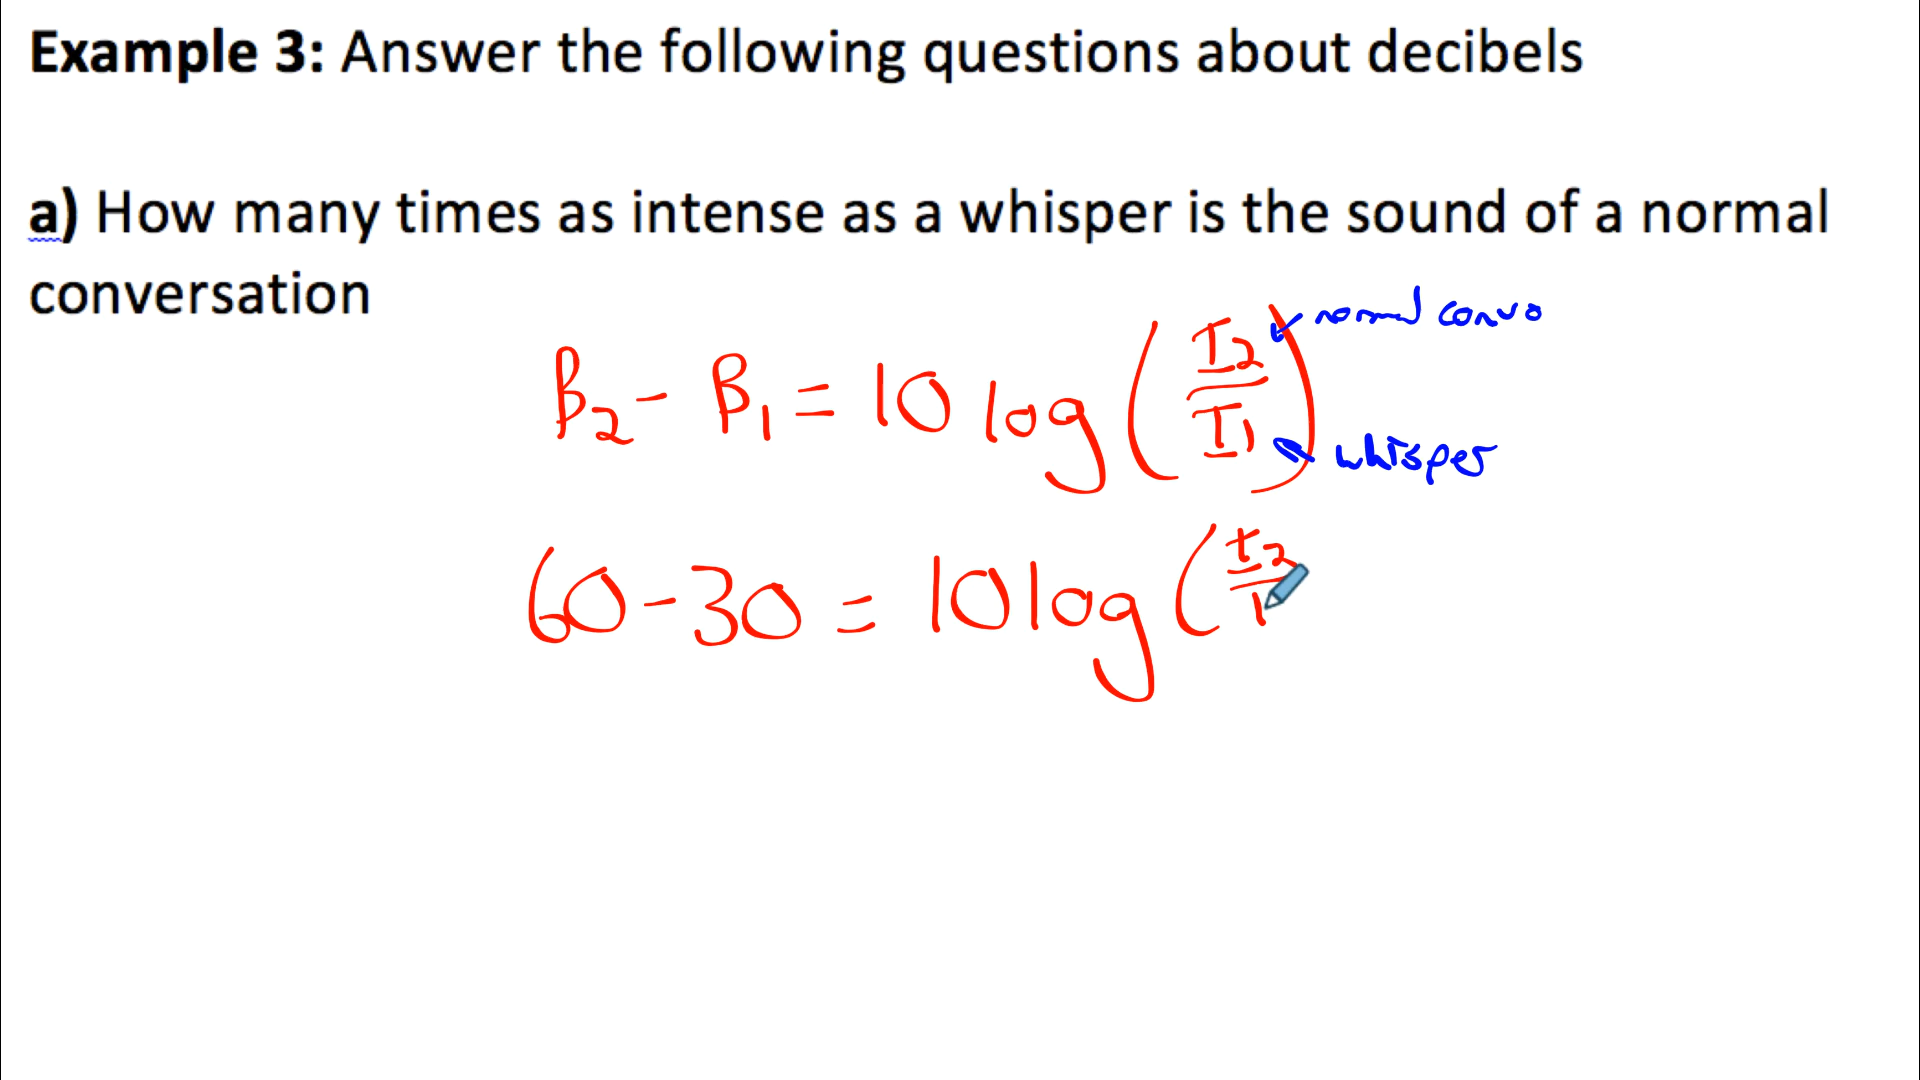 Example 3: Answer the following questions about decibels
a) How many times as intense as a whisper is the sound of a normal
conversation
β₂ - β₁ = 10 log (I₂/I₁)
normal convo
whisper
60 - 30 = 10 log (I₂/I